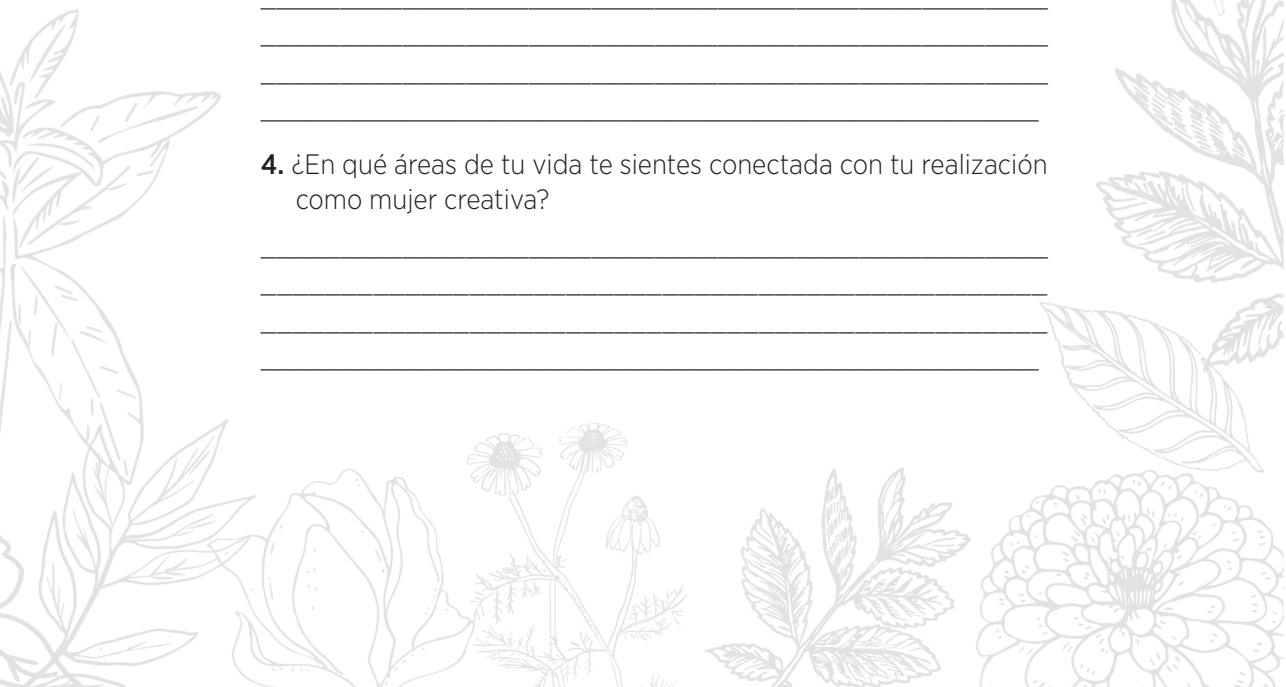 4. ¿En qué áreas de tu vida te sientes conectada con tu realización
como mujer creativa?